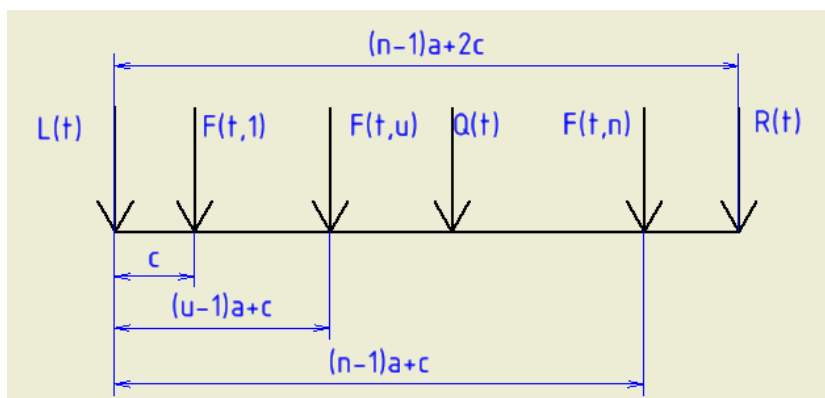 (n-1)a+2c
L(t)
F(t,1)
F(t,u)
Q(t)
F(t,n)
R(t)
c
(u-1)a+c
(n-1)a+c